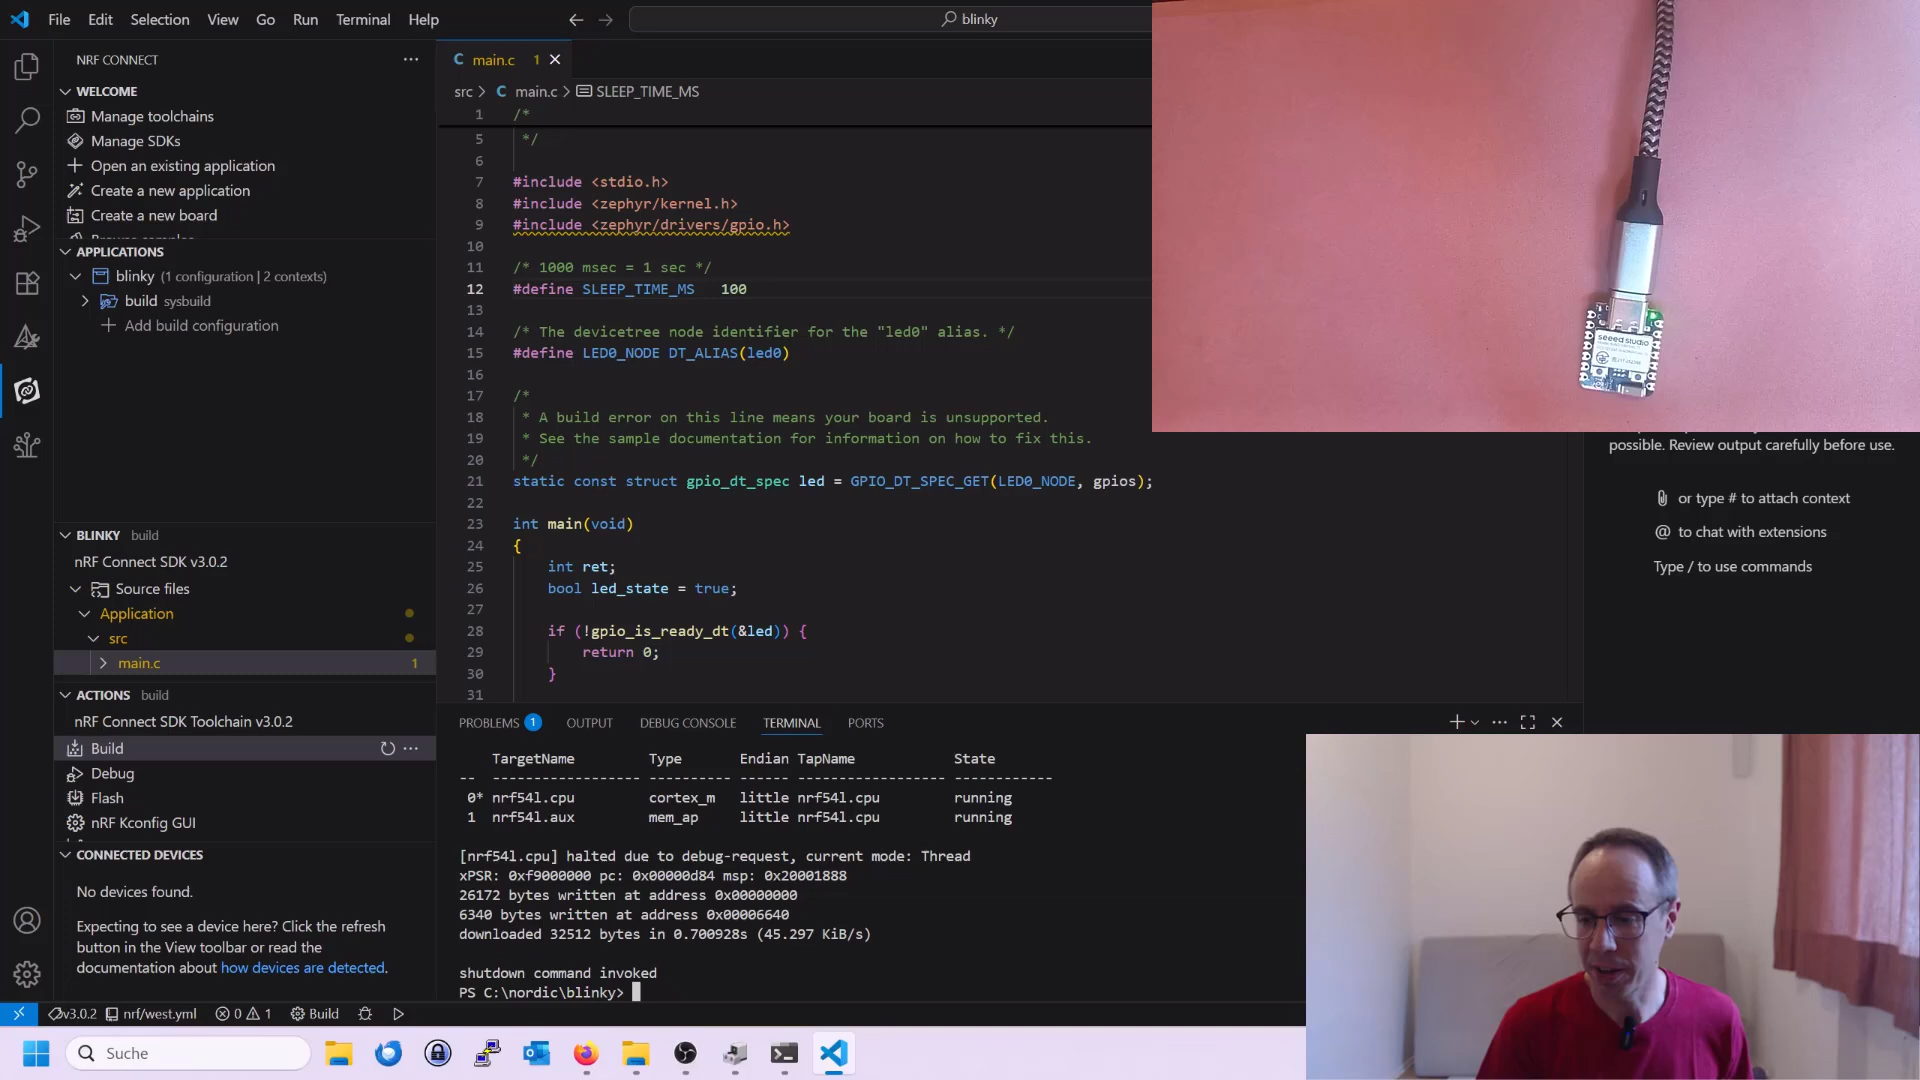 File Edit Selection View Go Run Terminal Help
blinky
NRF CONNECT
WELCOME
Manage toolchains
Manage SDKs
Open an existing application
Create a new application
Create a new board
APPLICATIONS
blinky (1 configuration | 2 contexts)
build sysbuild
Add build configuration
BLINKY build
nRF Connect SDK v3.0.2
Source files
Application
src
main.c 1
ACTIONS build
nRF Connect SDK Toolchain v3.0.2
Build
Debug
Flash
nRF Kconfig GUI
CONNECTED DEVICES
No devices found.
Expecting to see a device here? Click the refresh
button in the View toolbar or read the
documentation about how devices are detected.
C main.c 1
src > C main.c > SLEEP_TIME_MS
1 /*
5 */
6
7 #include <stdio.h>
8 #include <zephyr/kernel.h>
9 #include <zephyr/drivers/gpio.h>
10
11 /* 1000 msec = 1 sec */
12 #define SLEEP_TIME_MS 100
13
14 /* The devicetree node identifier for the "led0" alias. */
15 #define LED0_NODE DT_ALIAS(led0)
16
17 /*
18 * A build error on this line means your board is unsupported.
19 * See the sample documentation for information on how to fix this.
20 */
21 static const struct gpio_dt_spec led = GPIO_DT_SPEC_GET(LED0_NODE, gpios);
22
23 int main(void)
24 {
25 int ret;
26 bool led_state = true;
27
28 if (!gpio_is_ready_dt(&led)) {
29 return 0;
30 }
31
PROBLEMS 1 OUTPUT DEBUG CONSOLE TERMINAL PORTS
TargetName Type Endian TapName State
-- ------------------ ---------- ------ ------------------ ------------
0* nrf54l.cpu cortex_m little nrf54l.cpu running
1 nrf54l.aux mem_ap little nrf54l.cpu running
[nrf54l.cpu] halted due to debug-request, current mode: Thread
xPSR: 0xf9000000 pc: 0x00000d84 msp: 0x20001888
26172 bytes written at address 0x00000000
6340 bytes written at address 0x00006640
downloaded 32512 bytes in 0.700928s (45.297 KiB/s)
shutdown command invoked
PS C:\nordic\blinky>
seeed studio
possible. Review output carefully before use.
or type # to attach context
@ to chat with extensions
Type / to use commands
v3.0.2 nrf/west.yml 0 1 Build
Suche